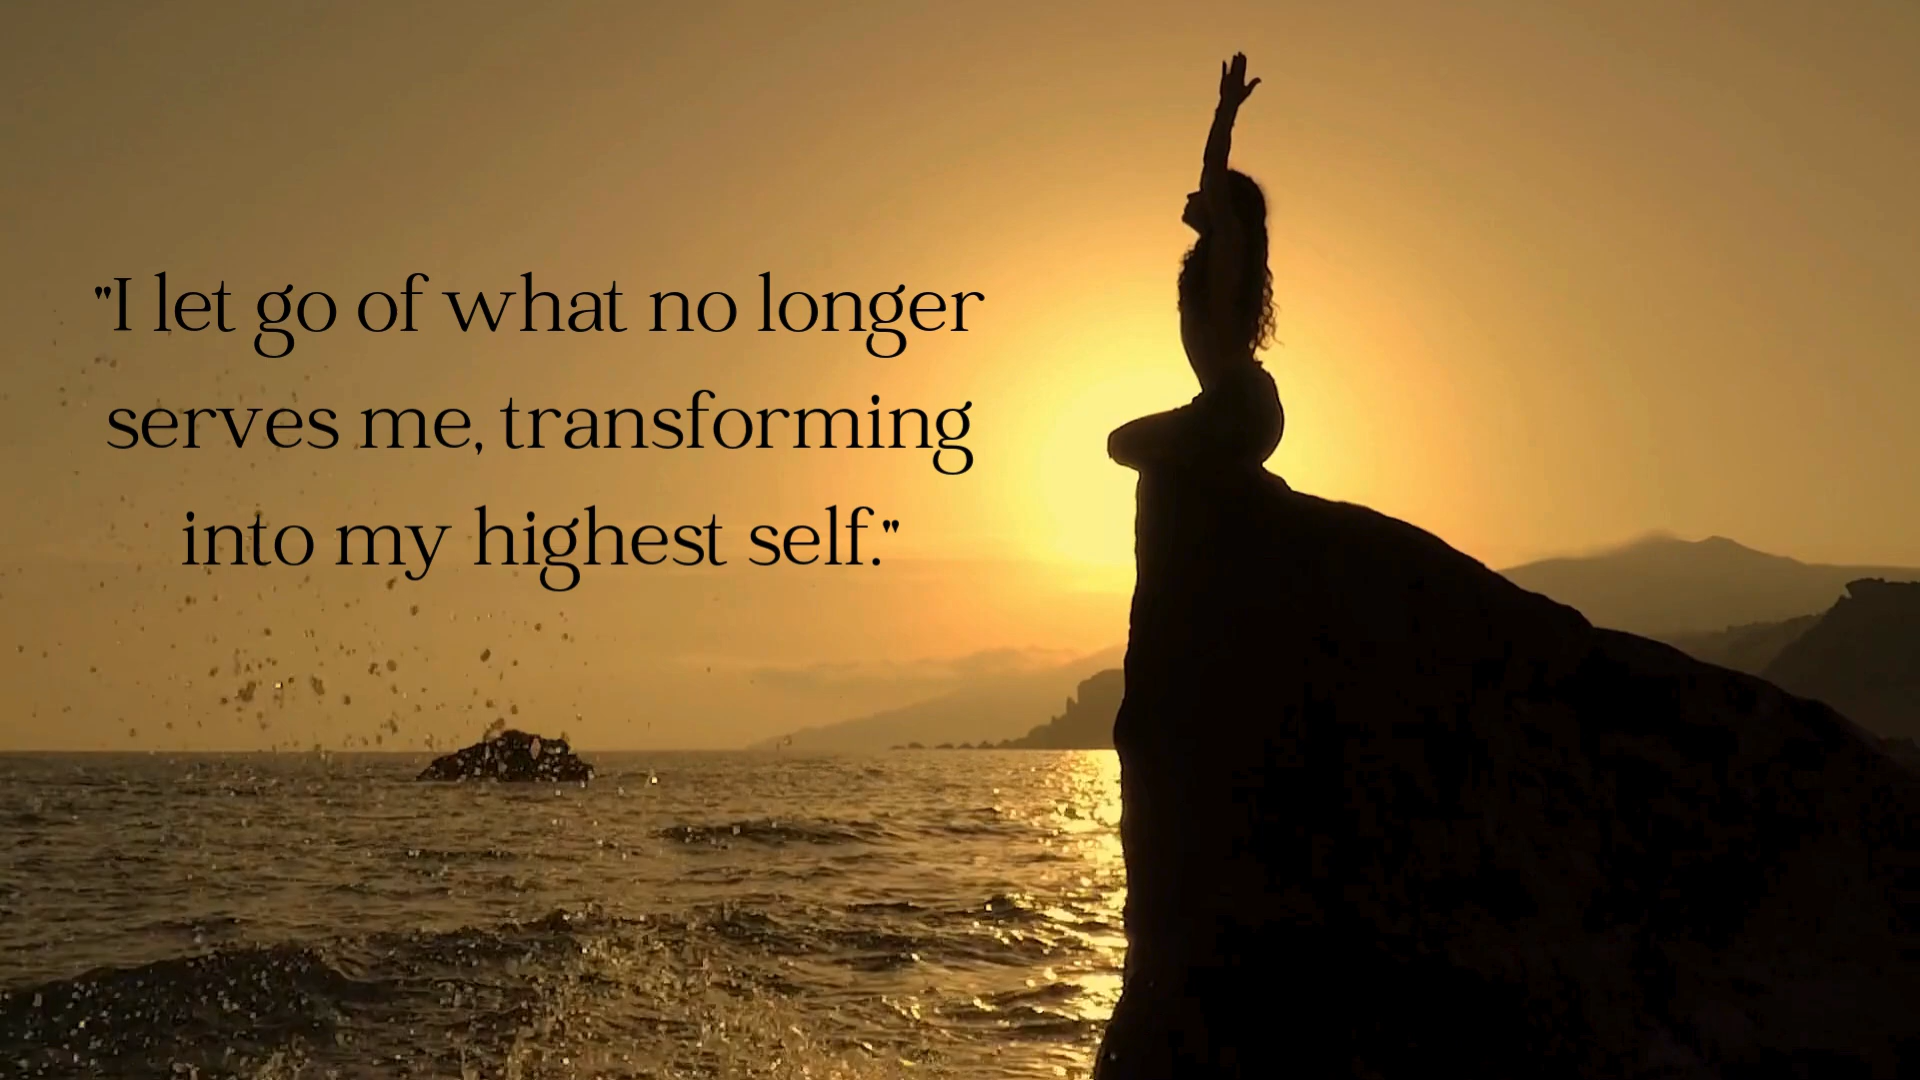 "I let go of what no longer
serves me, transforming
into my highest self."